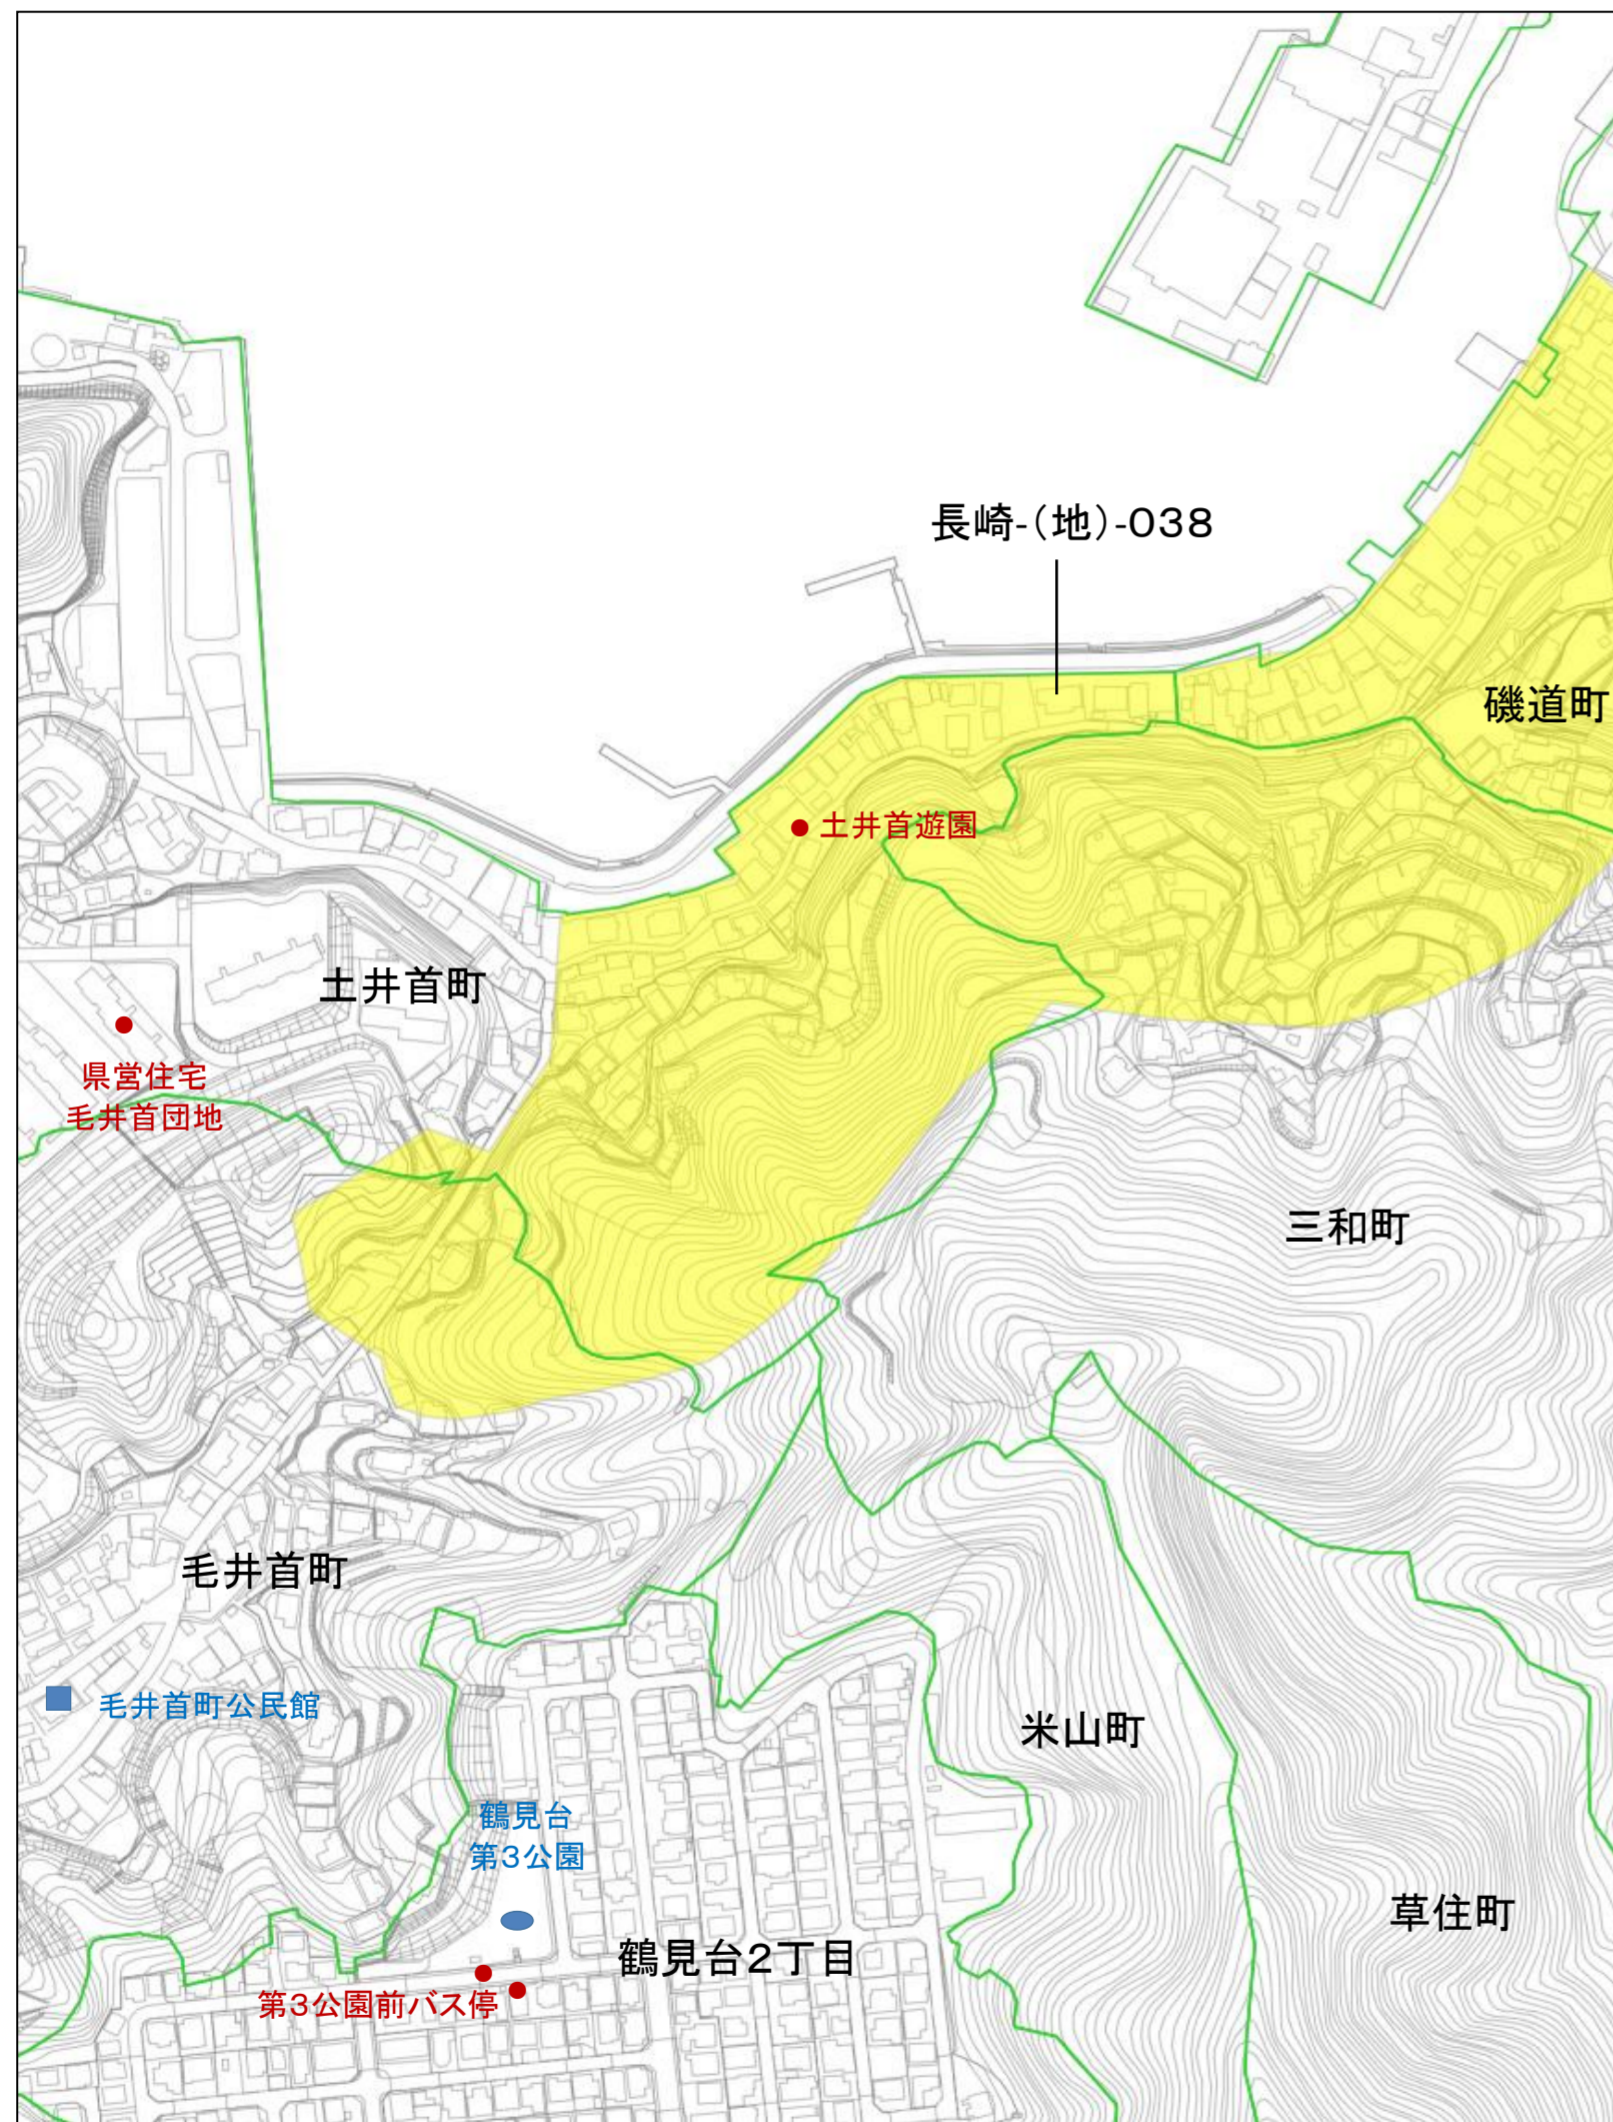 長崎-(地)-038
磯道町
土井首遊園
土井首町
県営住宅
毛井首団地
三和町
毛井首町
毛井首町公民館
米山町
鶴見台
第3公園
草住町
鶴見台2丁目
第3公園前バス停